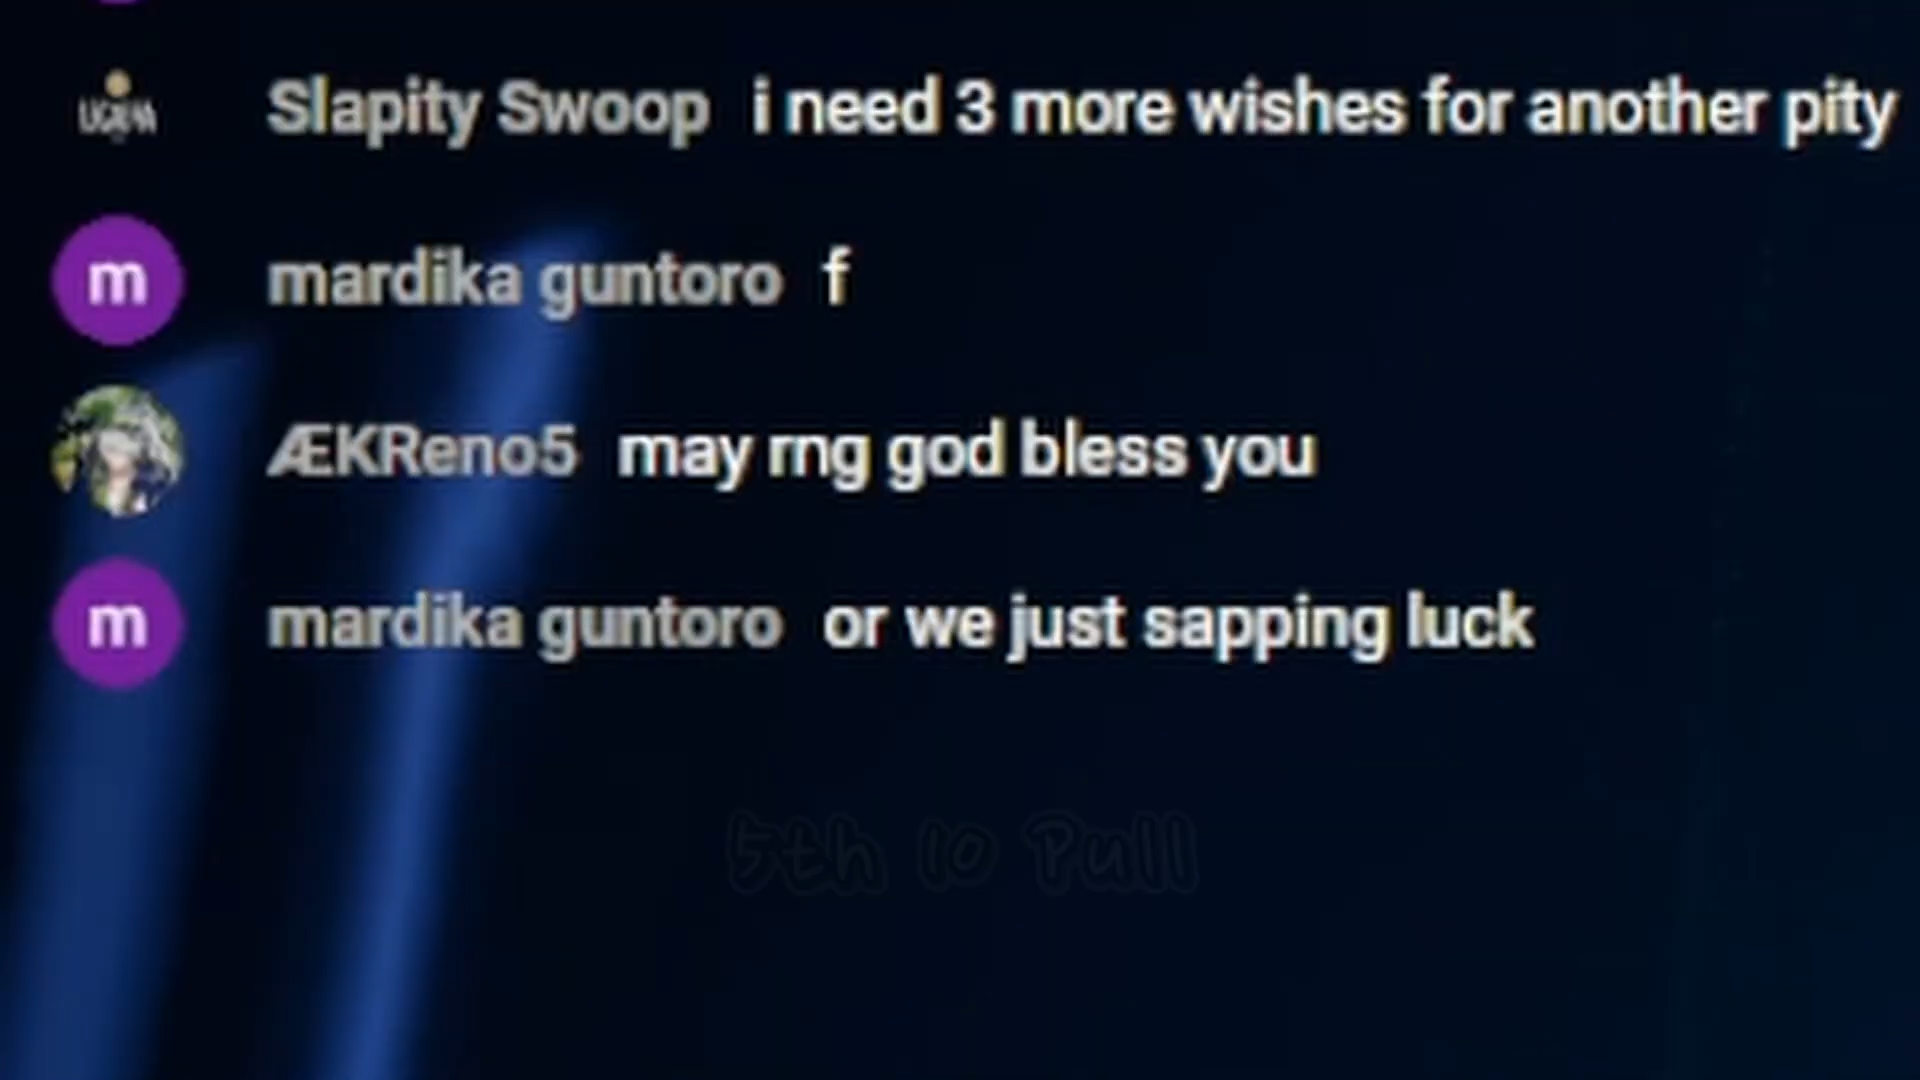 Slapity Swoop i need 3 more wishes for another pity
m mardika guntoro f
ÆKReno5 may rng god bless you
m mardika guntoro or we just sapping luck
5th 10 Pull